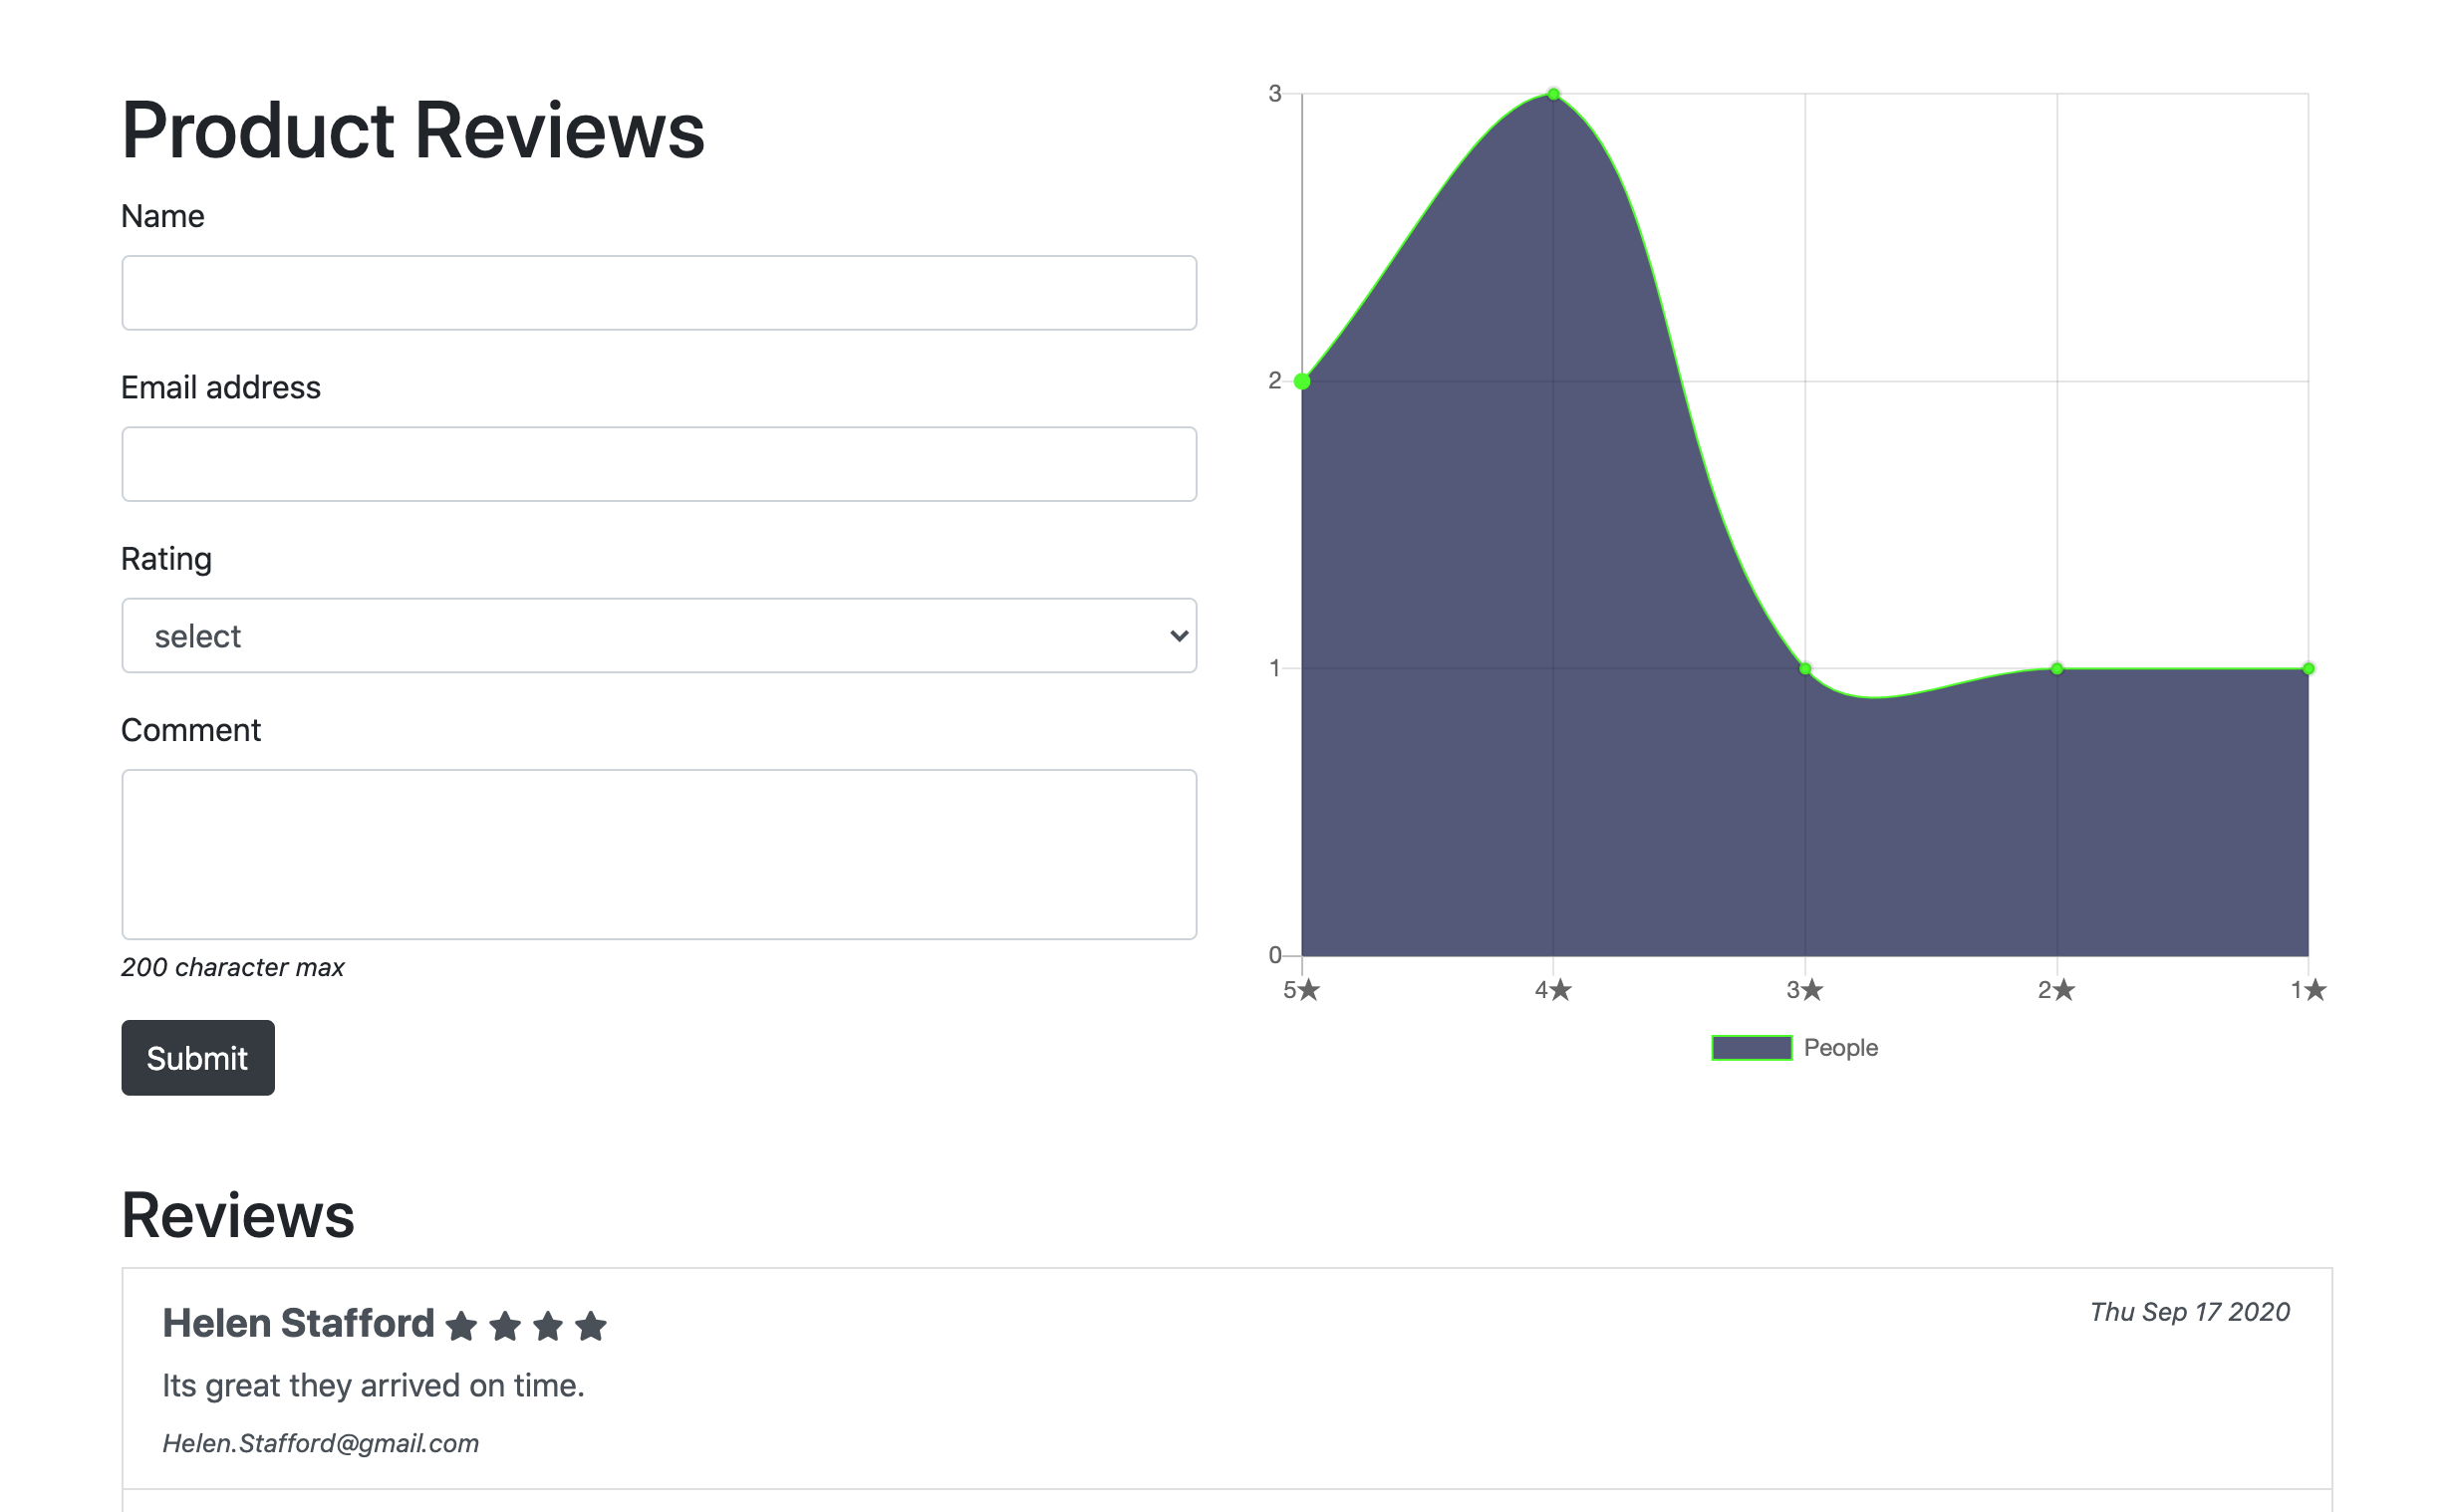 Product Reviews
Name
Email address
Rating
select
Comment
200 character max
Submit
3
2
1
0
5★ 4★ 3★ 2★ 1★
People
Reviews
Helen Stafford ★ ★ ★ ★
Thu Sep 17 2020
Its great they arrived on time.
Helen.Stafford@gmail.com